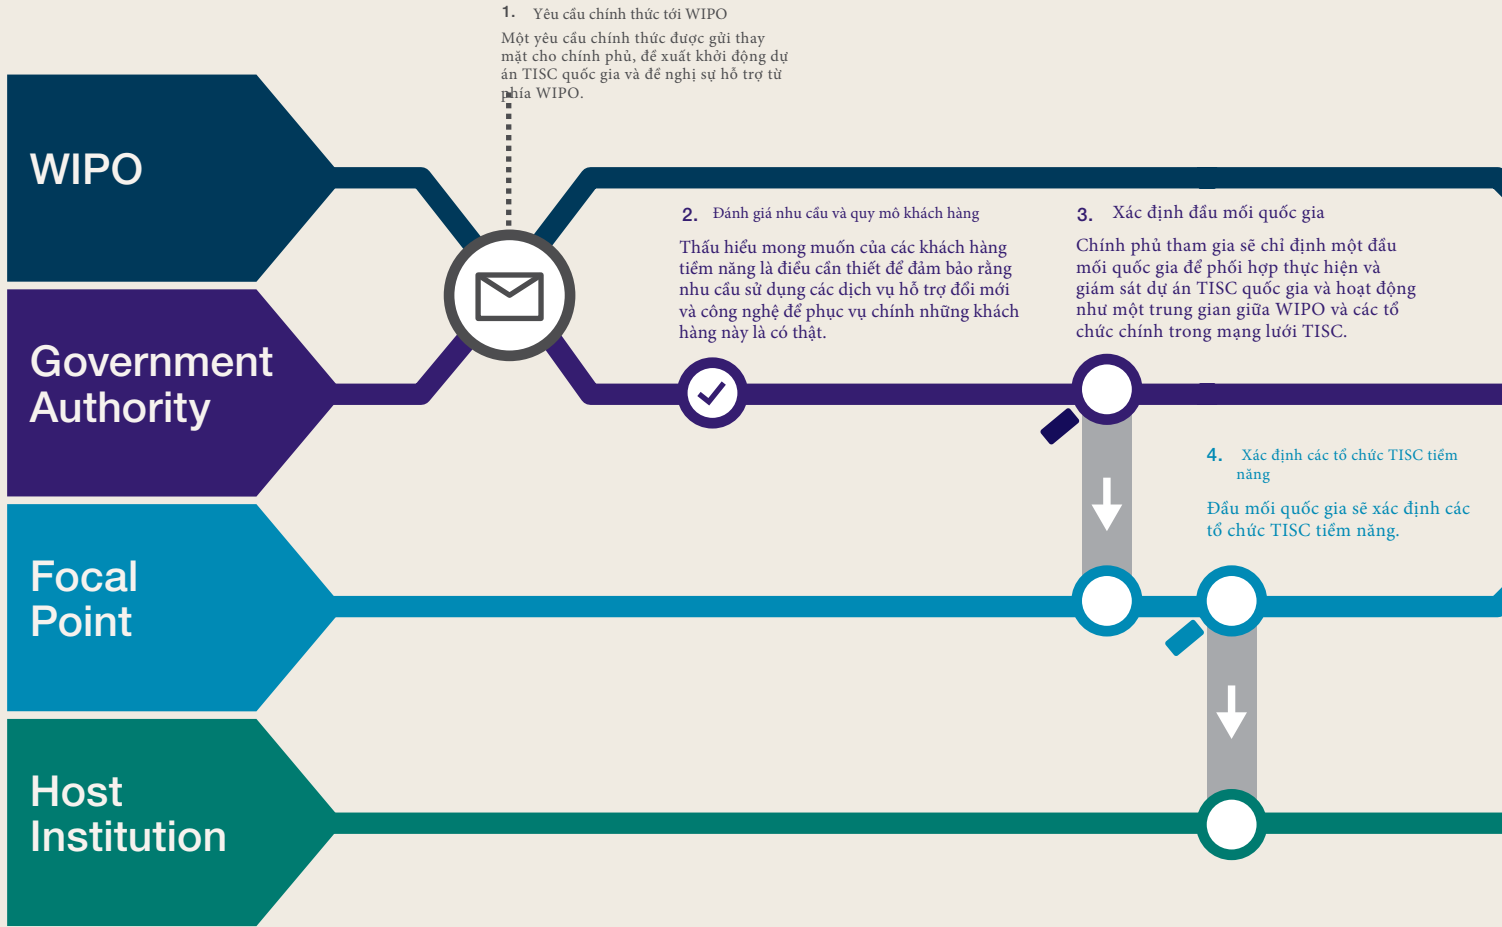 1. Yêu cầu chính thức tới WIPO
Một yêu cầu chính thức được gửi thay
mặt cho chính phủ, đề xuất khởi động dự
án TISC quốc gia và đề nghị sự hỗ trợ từ
phía WIPO.
WIPO
2. Đánh giá nhu cầu và quy mô khách hàng
Thấu hiểu mong muốn của các khách hàng
tiềm năng là điều cần thiết để đảm bảo rằng
nhu cầu sử dụng các dịch vụ hỗ trợ đổi mới
và công nghệ để phục vụ chính những khách
hàng này là có thật.
3. Xác định đầu mối quốc gia
Chính phủ tham gia sẽ chỉ định một đầu
mối quốc gia để phối hợp thực hiện và
giám sát dự án TISC quốc gia và hoạt động
như một trung gian giữa WIPO và các tổ
chức chính trong mạng lưới TISC.
Government
Authority
4. Xác định các tổ chức TISC tiềm
năng
Đầu mối quốc gia sẽ xác định các
tổ chức TISC tiềm năng.
Focal
Point
Host
Institution